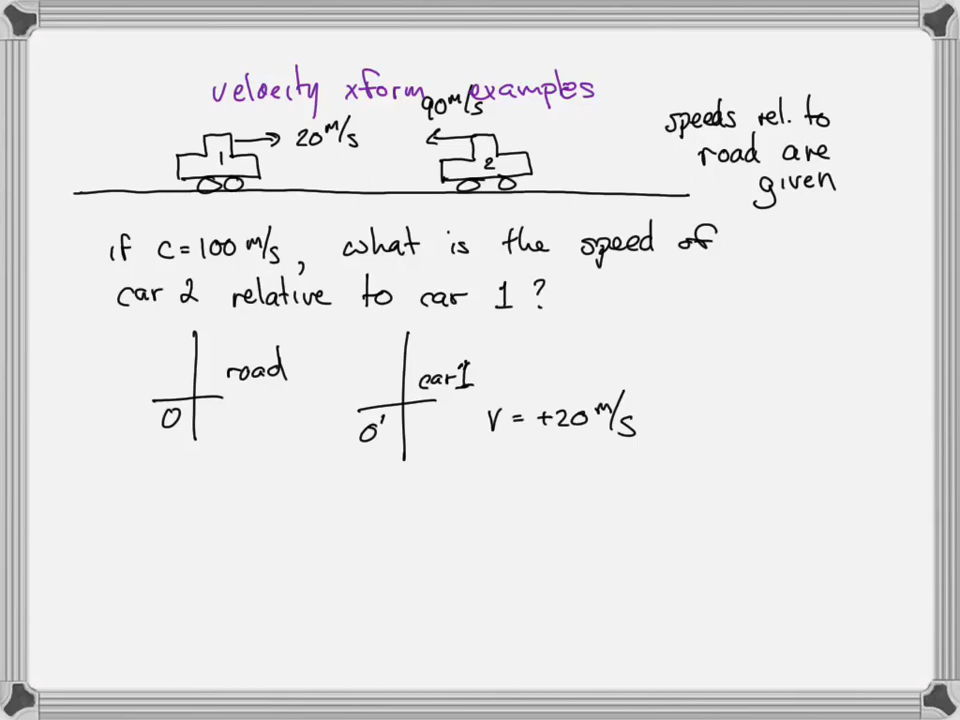 velocity xform examples
90 m/s
20 m/s
1
2
speeds rel. to
road are
given
if c = 100 m/s, what is the speed of
car 2 relative to car 1 ?
road
car 1
O
O'
v = +20 m/s